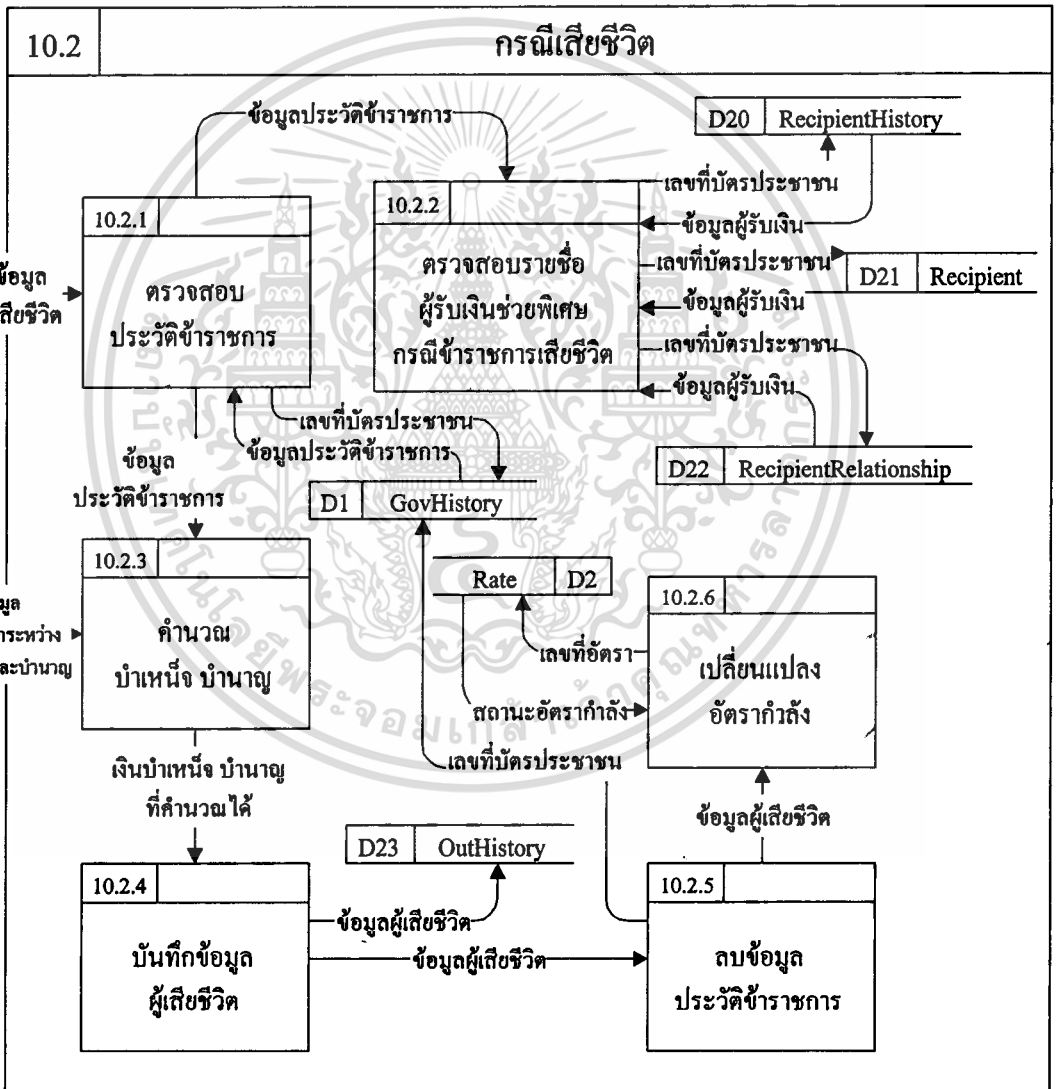 10.2
กรณีเสียชีวิต
ข้อมูลประวัติข้าราชการ
D20 RecipientHistory
10.2.1
ตรวจสอบ
ประวัติข้าราชการ
10.2.2
ตรวจสอบรายชื่อ
ผู้รับเงินช่วยพิเศษ
กรณีข้าราชการเสียชีวิต
เลขที่บัตรประชาชน
ข้อมูลผู้รับเงิน
เลขที่บัตรประชาชน
D21 Recipient
ข้อมูลผู้รับเงิน
เลขที่บัตรประชาชน
ข้อมูลผู้รับเงิน
ข้อมูล
เสียชีวิต
เลขที่บัตรประชาชน
ข้อมูลประวัติข้าราชการ
D22 RecipientRelationship
ข้อมูล
ประวัติข้าราชการ
D1 GovHistory
10.2.3
คำนวณ
บำเหน็จ บำนาญ
มูล
าระหว่าง
ละบำนาญ
Rate D2
10.2.6
เปลี่ยนแปลง
อัตรากำลัง
เลขที่อัตรา
สถานะอัตรากำลัง
เลขที่บัตรประชาชน
เงินบำเหน็จ บำนาญ
ที่คำนวณได้
ข้อมูลผู้เสียชีวิต
D23 OutHistory
10.2.4
บันทึกข้อมูล
ผู้เสียชีวิต
ข้อมูลผู้เสียชีวิต
ข้อมูลผู้เสียชีวิต
10.2.5
ลบข้อมูล
ประวัติข้าราชการ